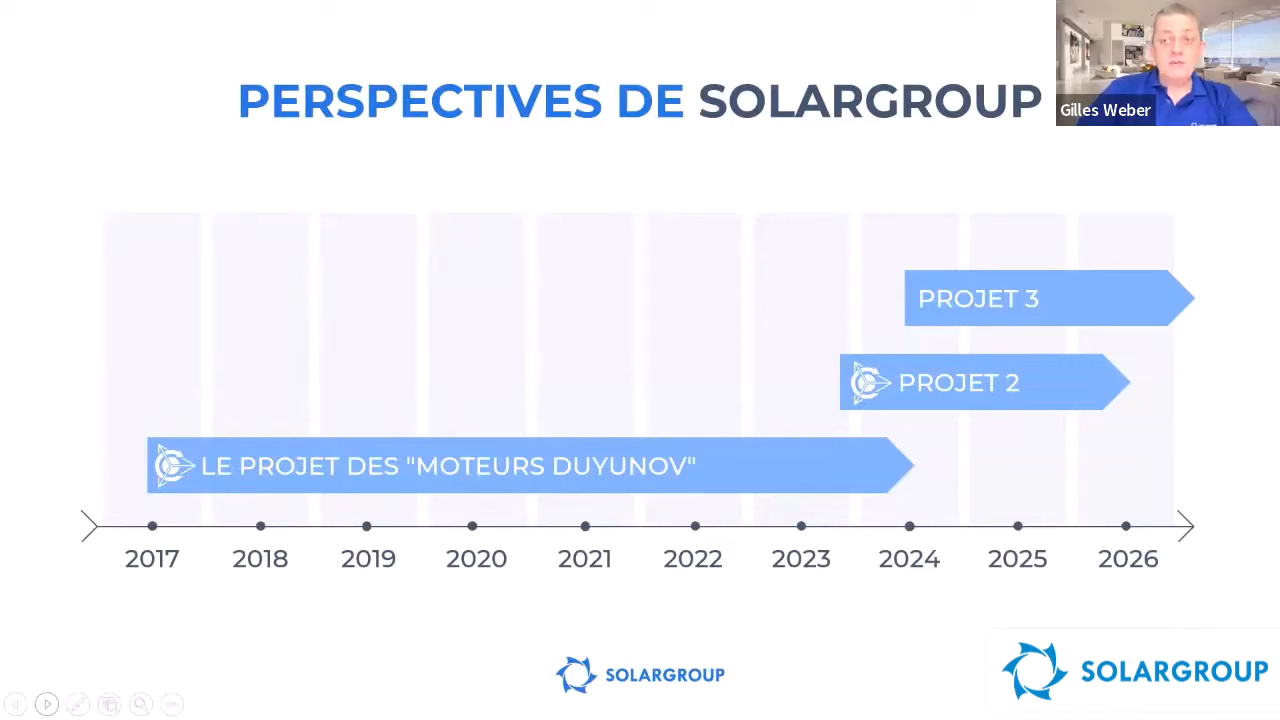 PERSPECTIVES DE SOLARGROUP
Gilles Weber
PROJET 3
PROJET 2
LE PROJET DES "MOTEURS DUYUNOV"
2017 2018 2019 2020 2021 2022 2023 2024 2025 2026
SOLARGROUP
SOLARGROUP